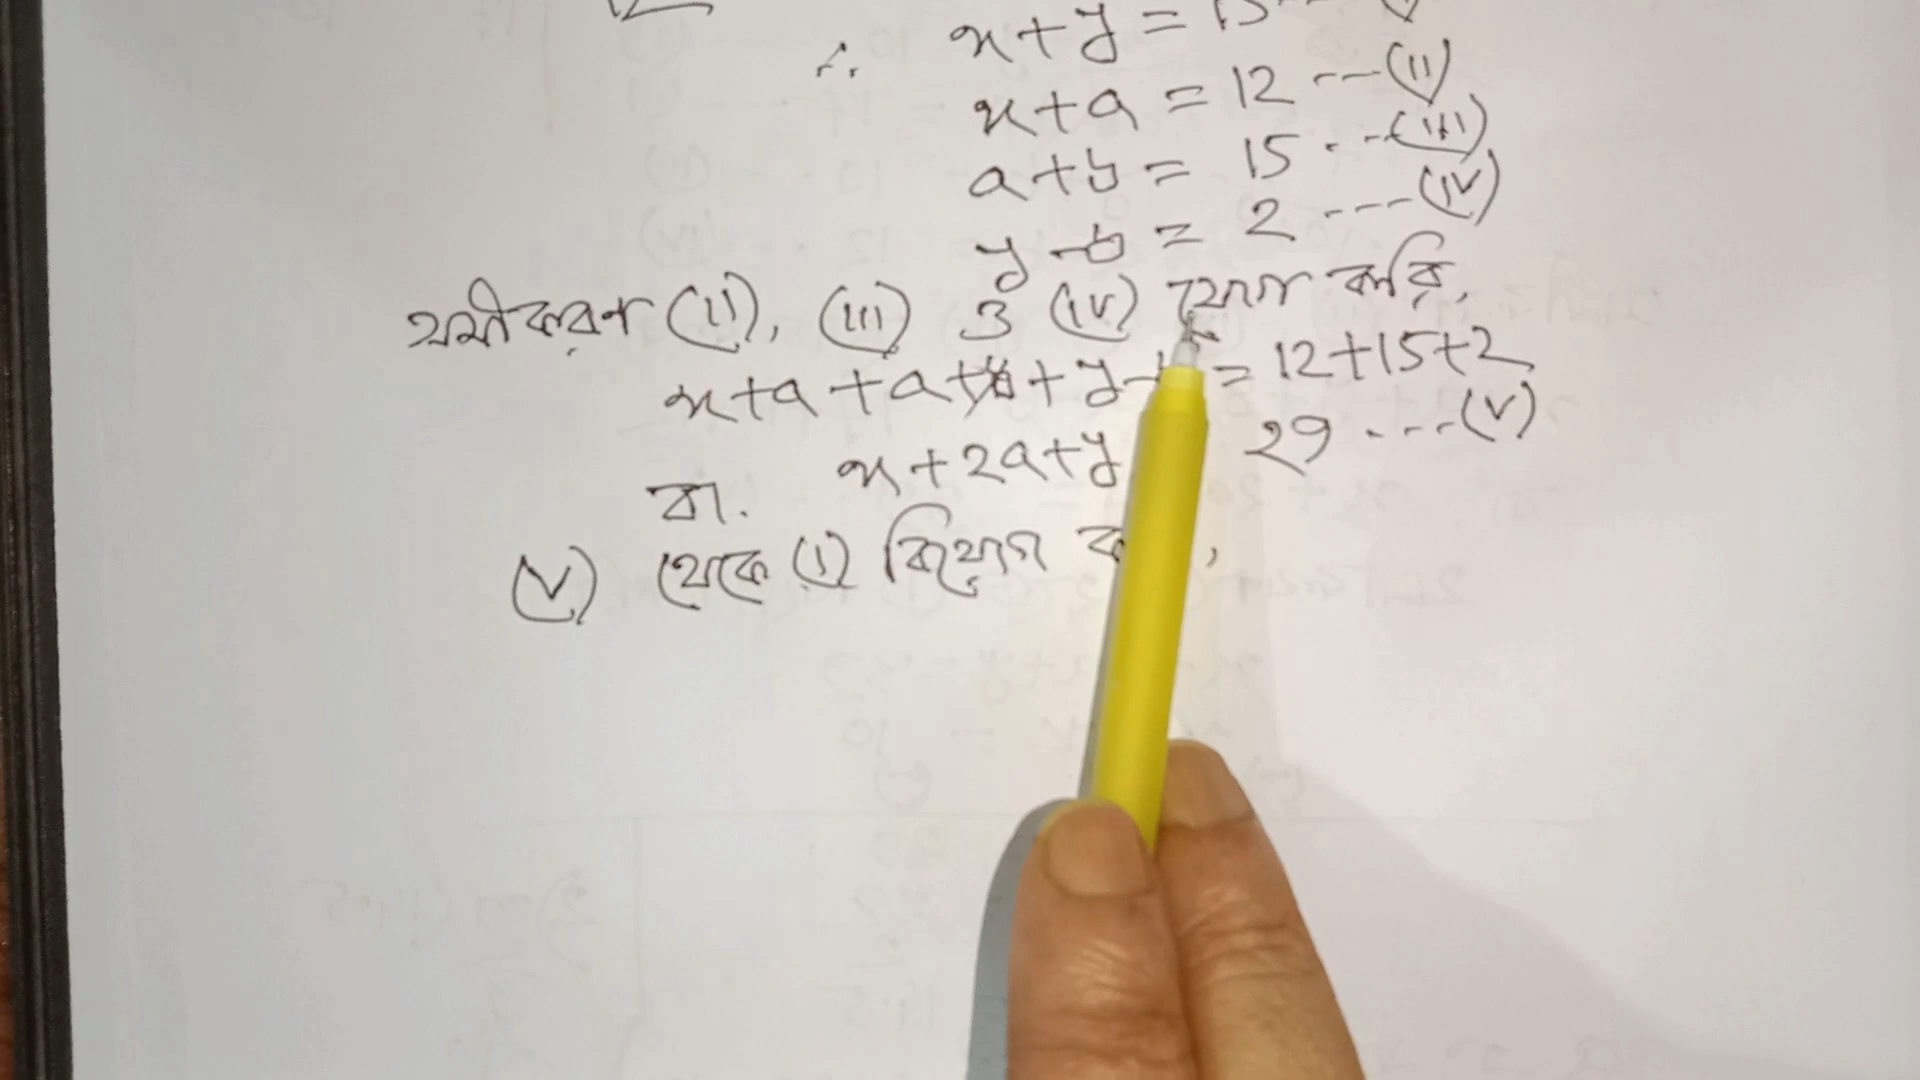 ∴ x+y = 15
x+a = 12 ---(II)
a+b = 15 ---(III)
y-b = 2 ----(IV)
সমীকরণ (II), (III) ও (IV) যোগ করি,
x+a+a+b+y-b = 12+15+2
বা. x+2a+y 29 ---(V)
(V) থেকে (I) বিয়োগ